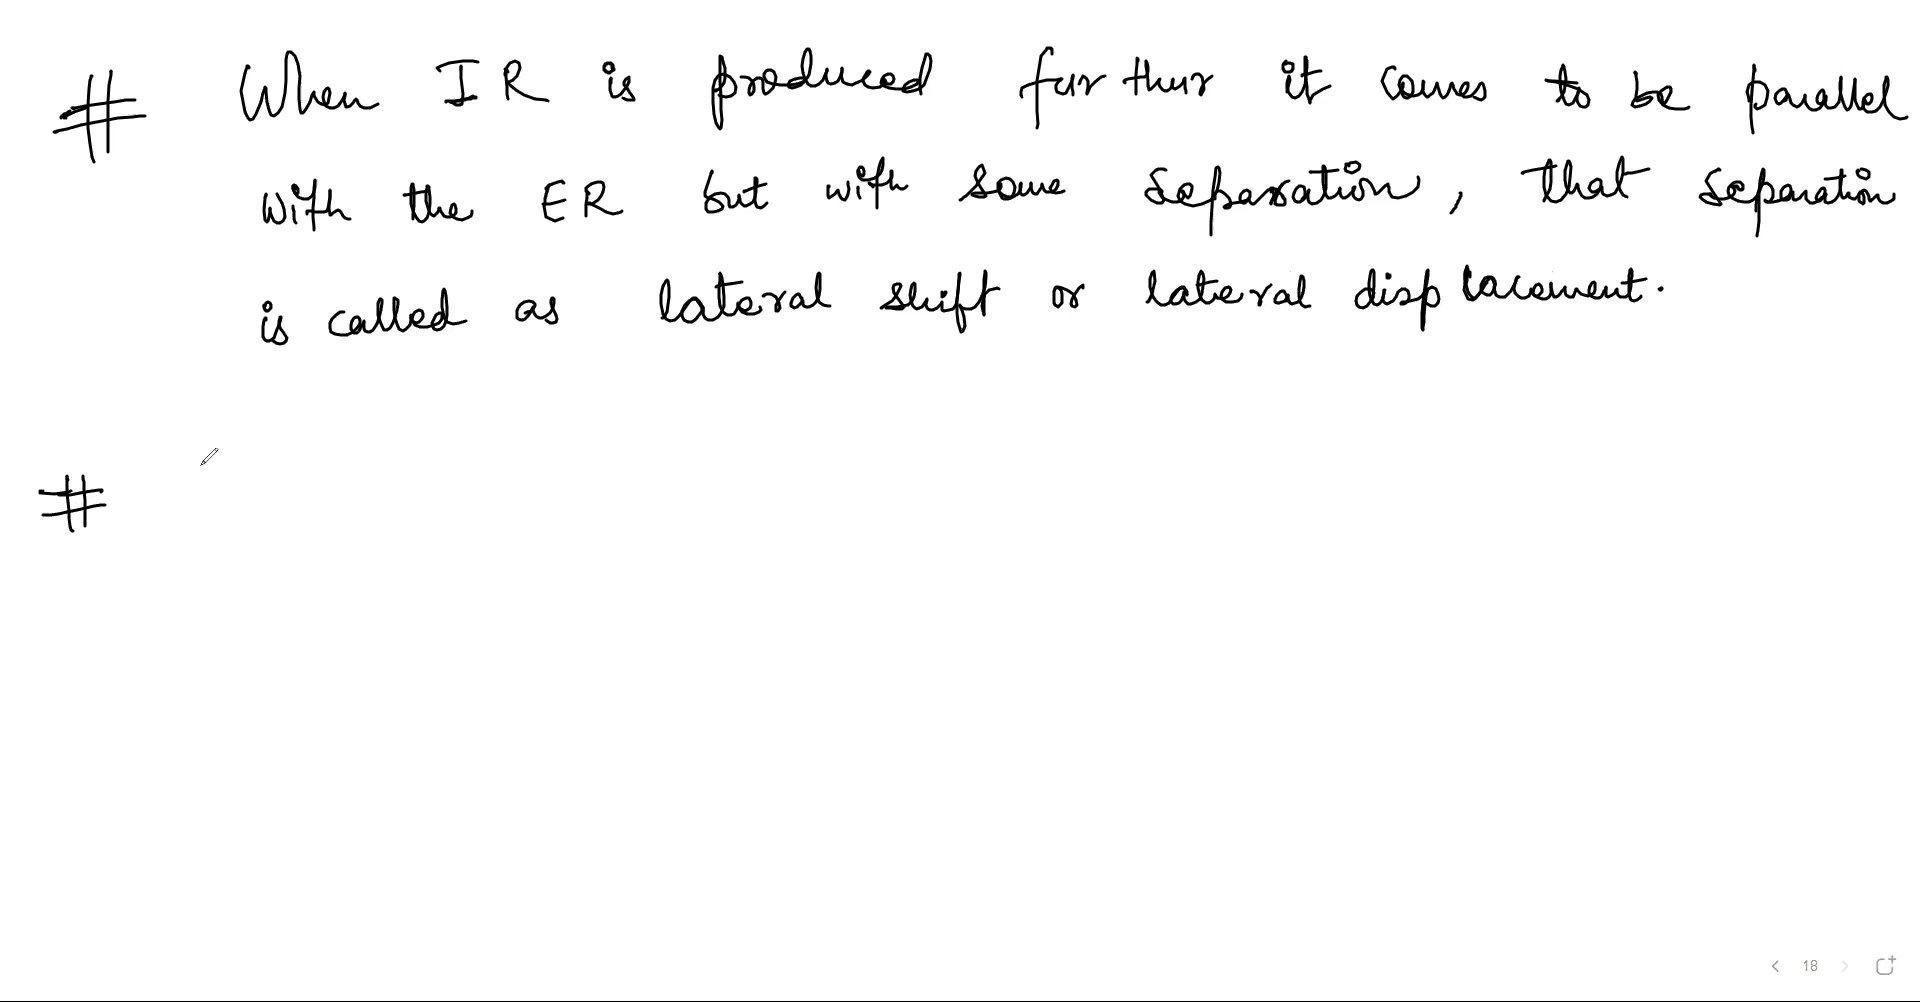 # When IR is produced furthur it comes to be parallel
with the ER but with some separation, that separation
is called as lateral shift or lateral displacement.
#
18